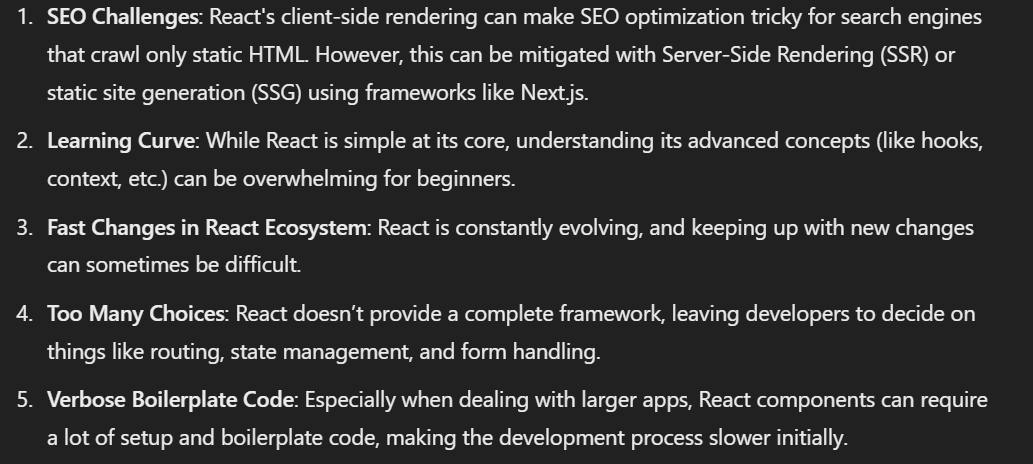 1. SEO Challenges: React's client-side rendering can make SEO optimization tricky for search engines
that crawl only static HTML. However, this can be mitigated with Server-Side Rendering (SSR) or
static site generation (SSG) using frameworks like Next.js.
2. Learning Curve: While React is simple at its core, understanding its advanced concepts (like hooks,
context, etc.) can be overwhelming for beginners.
3. Fast Changes in React Ecosystem: React is constantly evolving, and keeping up with new changes
can sometimes be difficult.
4. Too Many Choices: React doesn’t provide a complete framework, leaving developers to decide on
things like routing, state management, and form handling.
5. Verbose Boilerplate Code: Especially when dealing with larger apps, React components can require
a lot of setup and boilerplate code, making the development process slower initially.